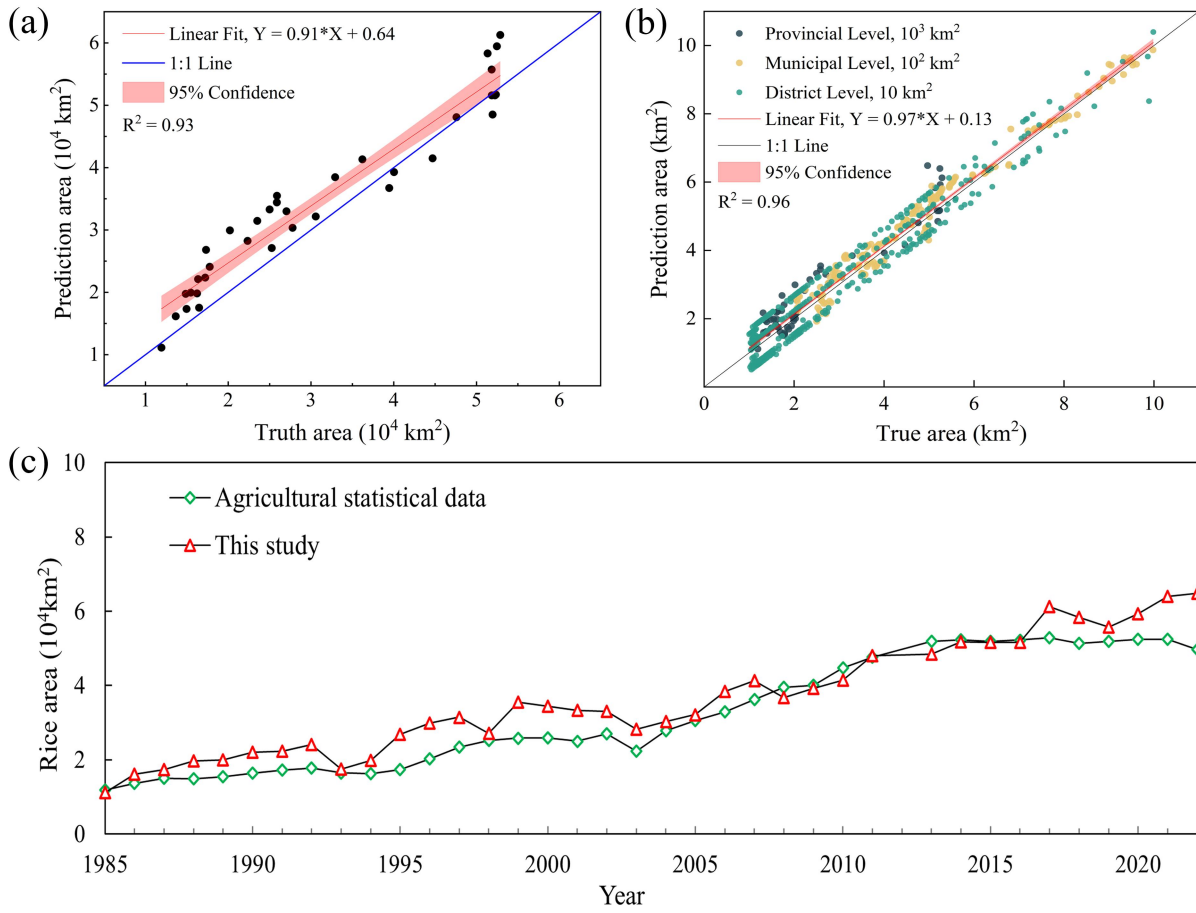 (a)
Linear Fit, Y = 0.91*X + 0.64
1:1 Line
95% Confidence
R² = 0.93
Prediction area (10⁴ km²)
6
5
4
3
2
1
1 2 3 4 5 6
Truth area (10⁴ km²)
(b)
Provincial Level, 10³ km²
Municipal Level, 10² km²
District Level, 10 km²
Linear Fit, Y = 0.97*X + 0.13
1:1 Line
95% Confidence
R² = 0.96
Prediction area (km²)
10
8
6
4
2
0 2 4 6 8 10
True area (km²)
(c)
Agricultural statistical data
This study
Rice area (10⁴km²)
10
8
6
4
2
0
1985 1990 1995 2000 2005 2010 2015 2020
Year